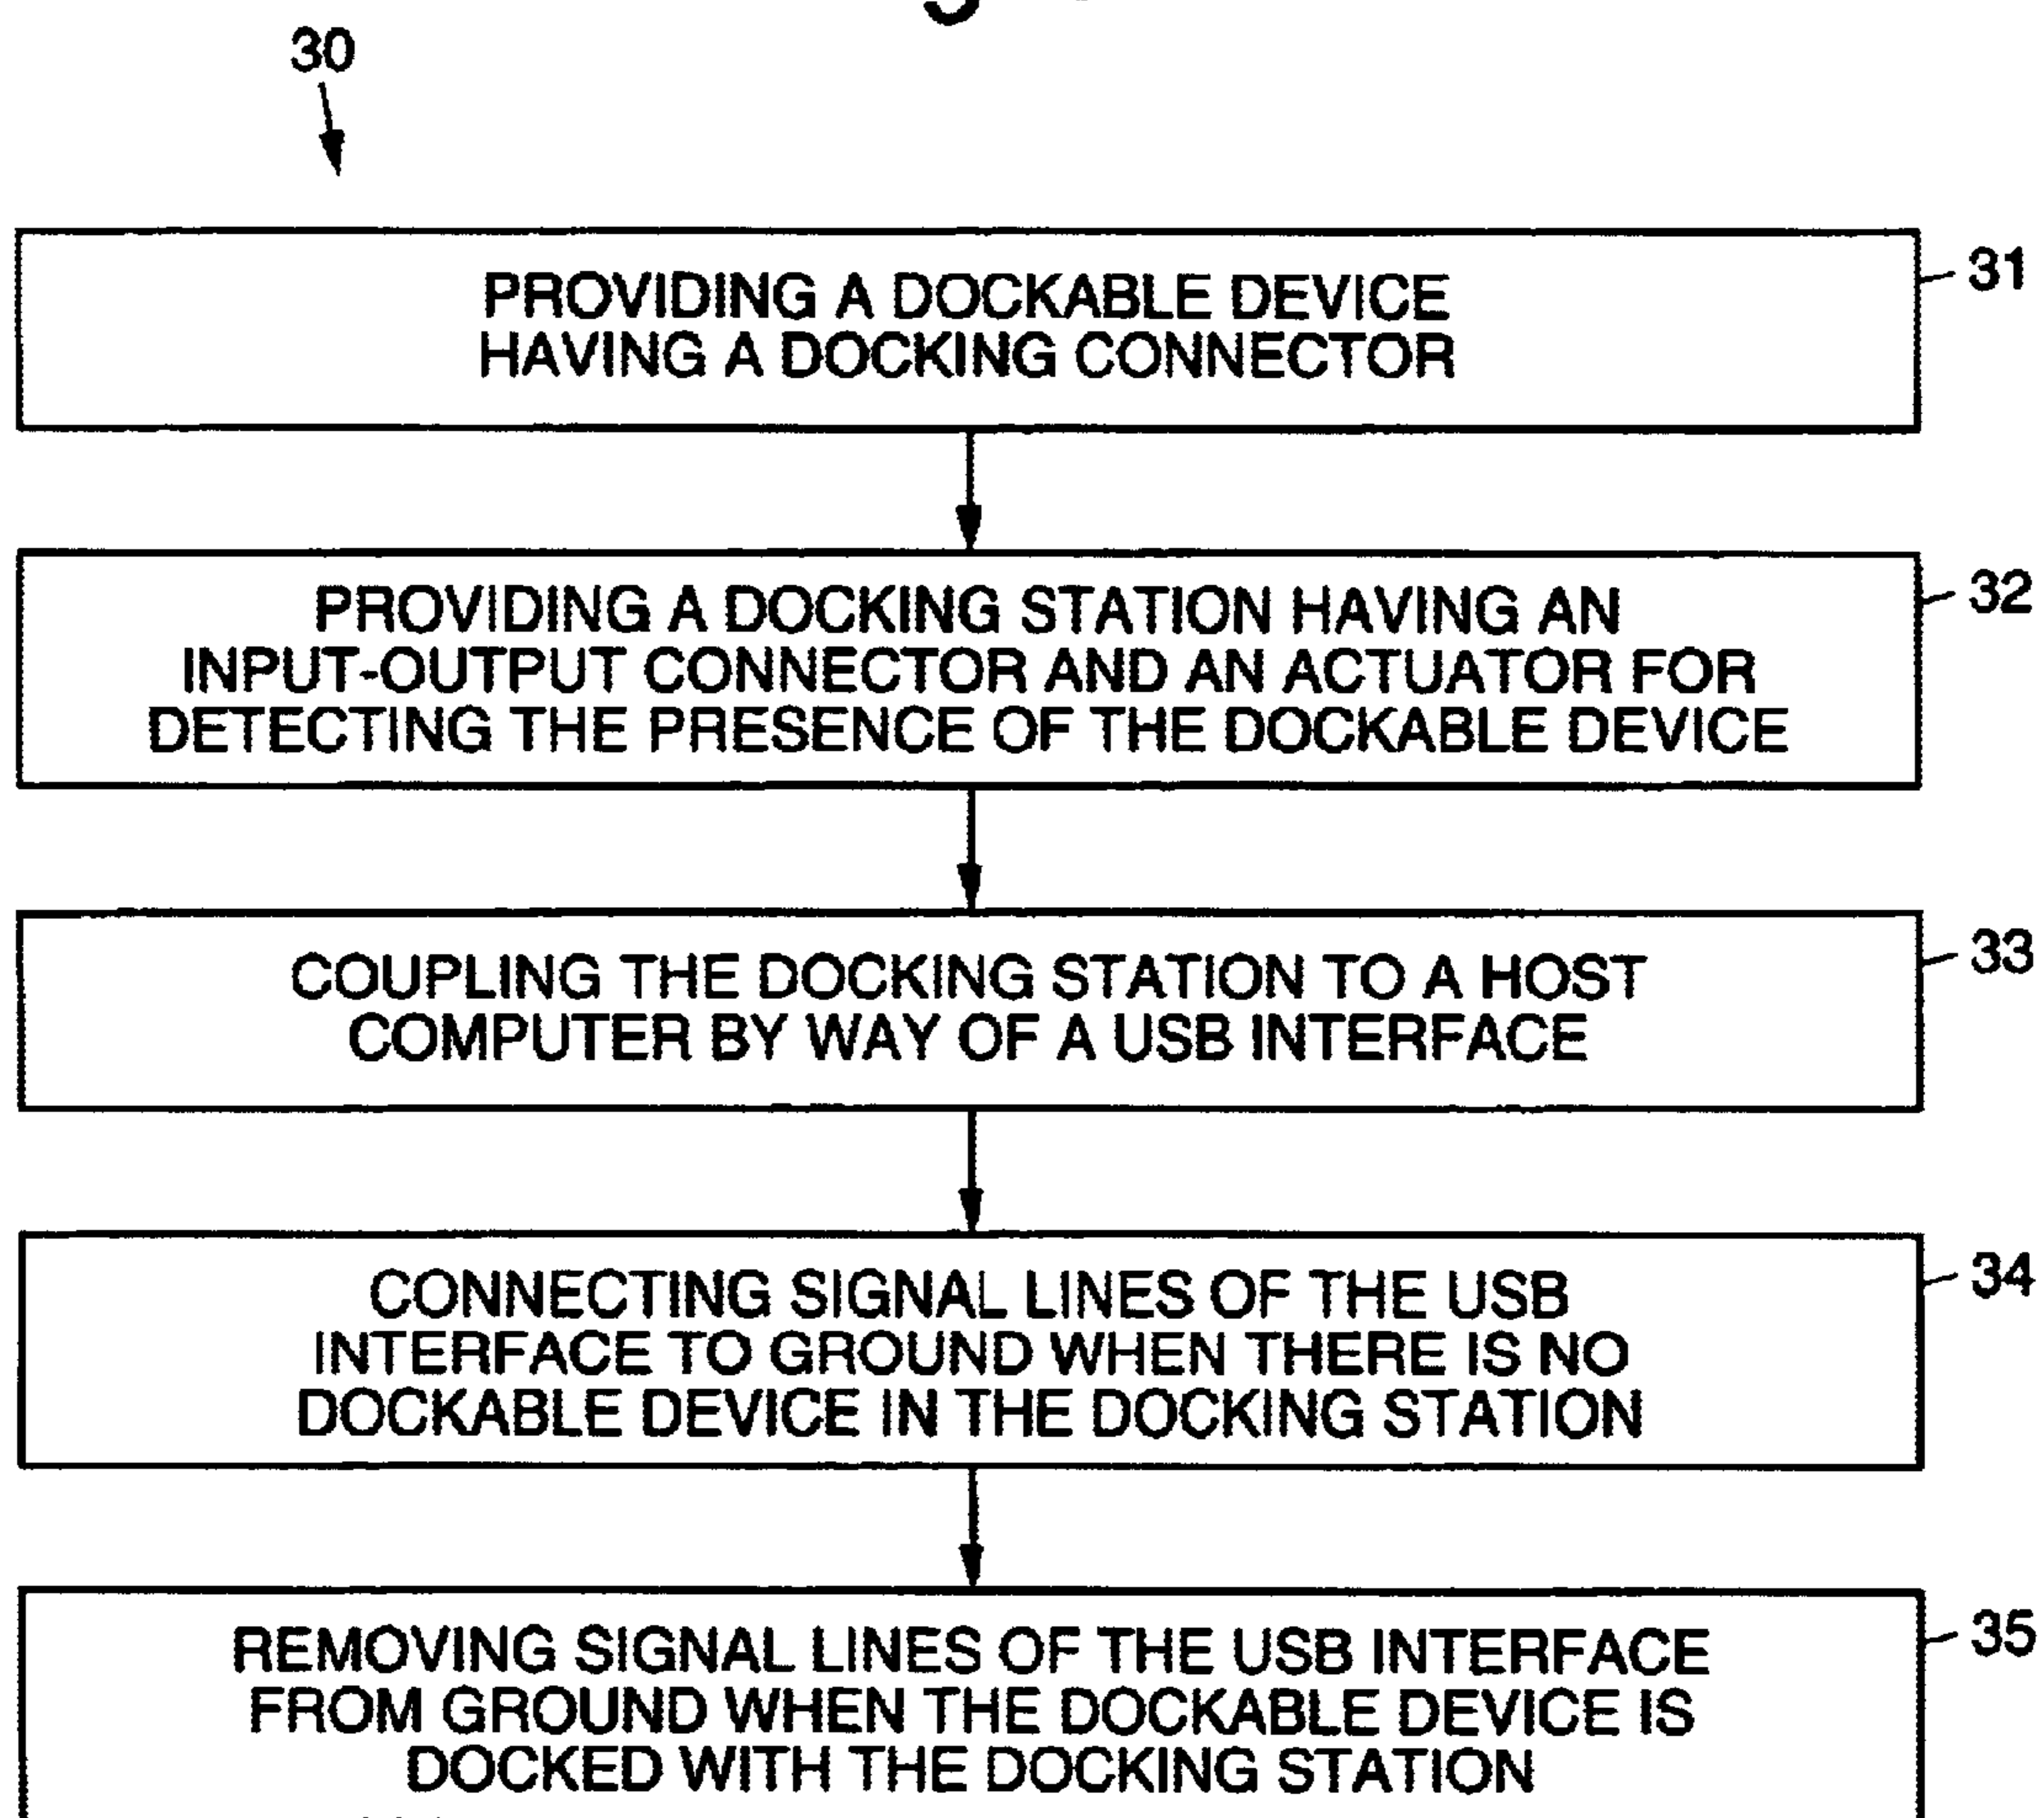 30
PROVIDING A DOCKABLE DEVICE
HAVING A DOCKING CONNECTOR
31
PROVIDING A DOCKING STATION HAVING AN
INPUT-OUTPUT CONNECTOR AND AN ACTUATOR FOR
DETECTING THE PRESENCE OF THE DOCKABLE DEVICE
32
COUPLING THE DOCKING STATION TO A HOST
COMPUTER BY WAY OF A USB INTERFACE
33
CONNECTING SIGNAL LINES OF THE USB
INTERFACE TO GROUND WHEN THERE IS NO
DOCKABLE DEVICE IN THE DOCKING STATION
34
REMOVING SIGNAL LINES OF THE USB INTERFACE
FROM GROUND WHEN THE DOCKABLE DEVICE IS
DOCKED WITH THE DOCKING STATION
35